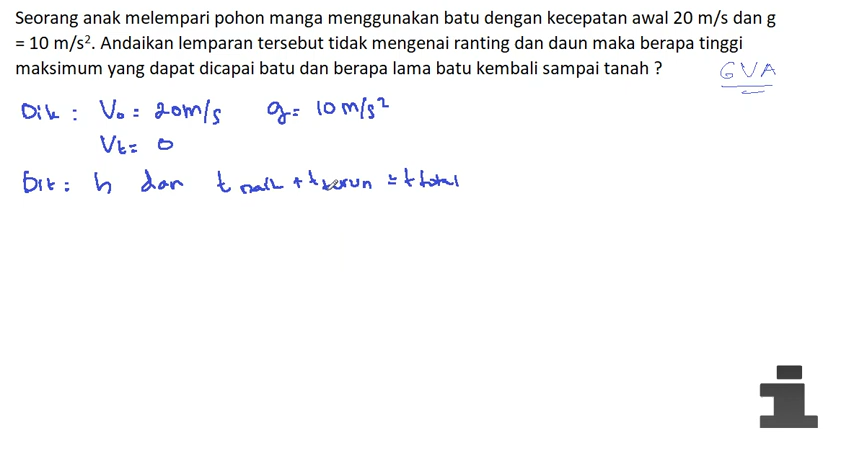 Seorang anak melempari pohon manga menggunakan batu dengan kecepatan awal 20 m/s dan g
= 10 m/s². Andaikan lemparan tersebut tidak mengenai ranting dan daun maka berapa tinggi
maksimum yang dapat dicapai batu dan berapa lama batu kembali sampai tanah ?
GVA
Dik : V₀ = 20 m/s g = 10 m/s²
Vt = 0
Dit : h dan t naik + t turun = t total